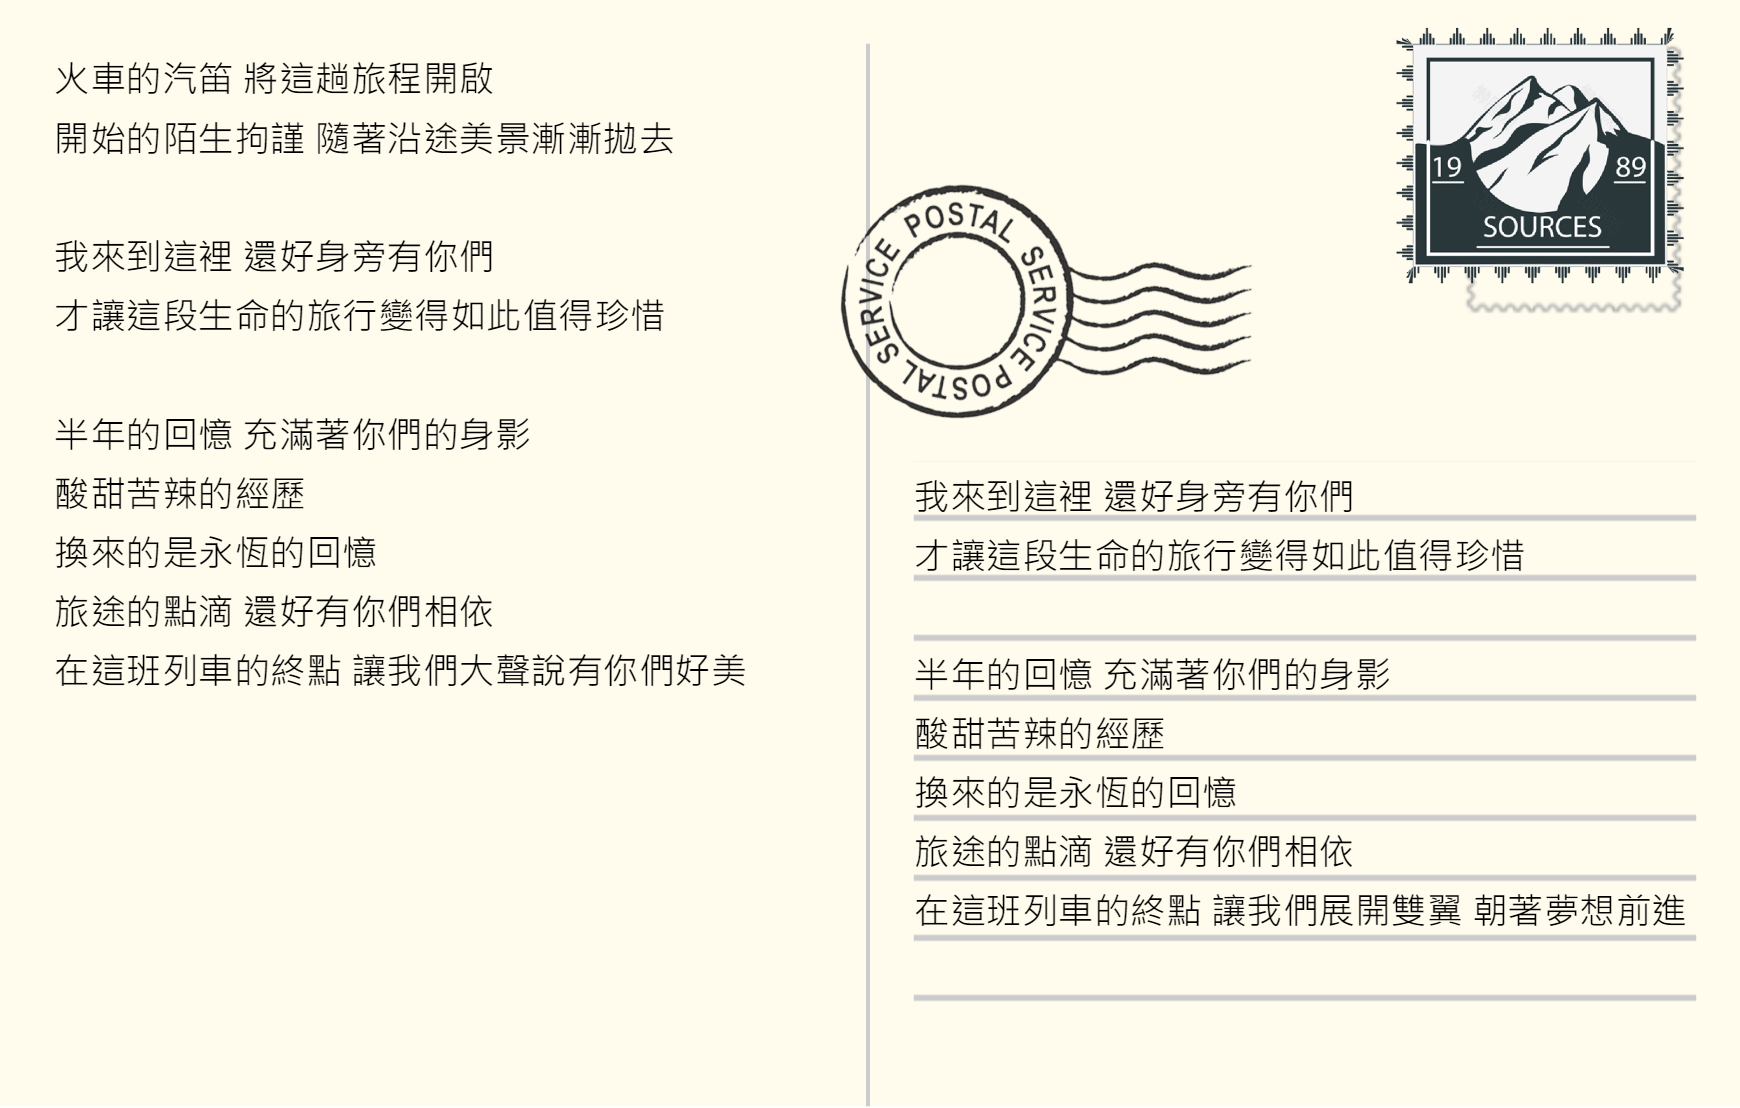 火車的汽笛 將這趟旅程開啟
開始的陌生拘謹 隨著沿途美景漸漸拋去
我來到這裡 還好身旁有你們
才讓這段生命的旅行變得如此值得珍惜
半年的回憶 充滿著你們的身影
酸甜苦辣的經歷
換來的是永恆的回憶
旅途的點滴 還好有你們相依
在這班列車的終點 讓我們大聲說有你們好美
19 89
SOURCES
POSTAL SERVICE POSTAL SERVICE
我來到這裡 還好身旁有你們
才讓這段生命的旅行變得如此值得珍惜
半年的回憶 充滿著你們的身影
酸甜苦辣的經歷
換來的是永恆的回憶
旅途的點滴 還好有你們相依
在這班列車的終點 讓我們展開雙翼 朝著夢想前進